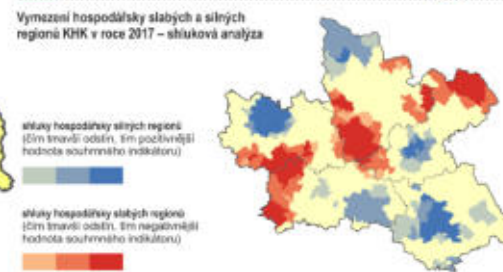 Vymezení hospodářsky slabých a silných
regionů KHK v roce 2017 – shluková analýza
shluky hospodářsky silných regionů
(čím tmavší odstín, tím pozitivnější
hodnota souhrnného indikátoru)
shluky hospodářsky slabých regionů
(čím tmavší odstín, tím negativnější
hodnota souhrnného indikátoru)